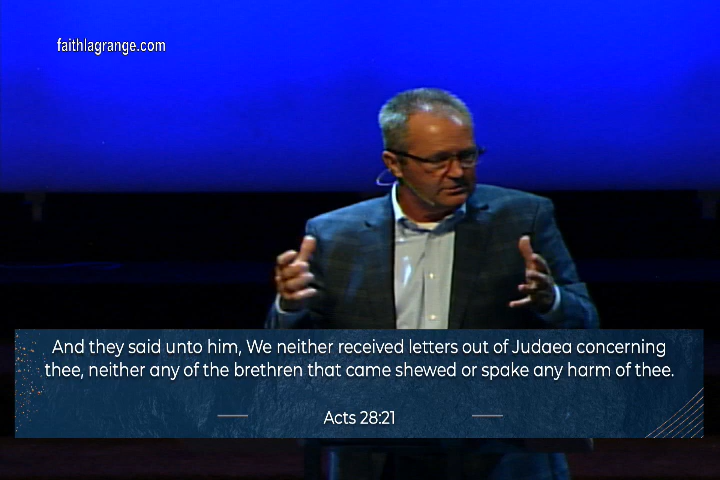 faithlagrange.com
And they said unto him, We neither received letters out of Judaea concerning
thee, neither any of the brethren that came shewed or spake any harm of thee.
Acts 28:21